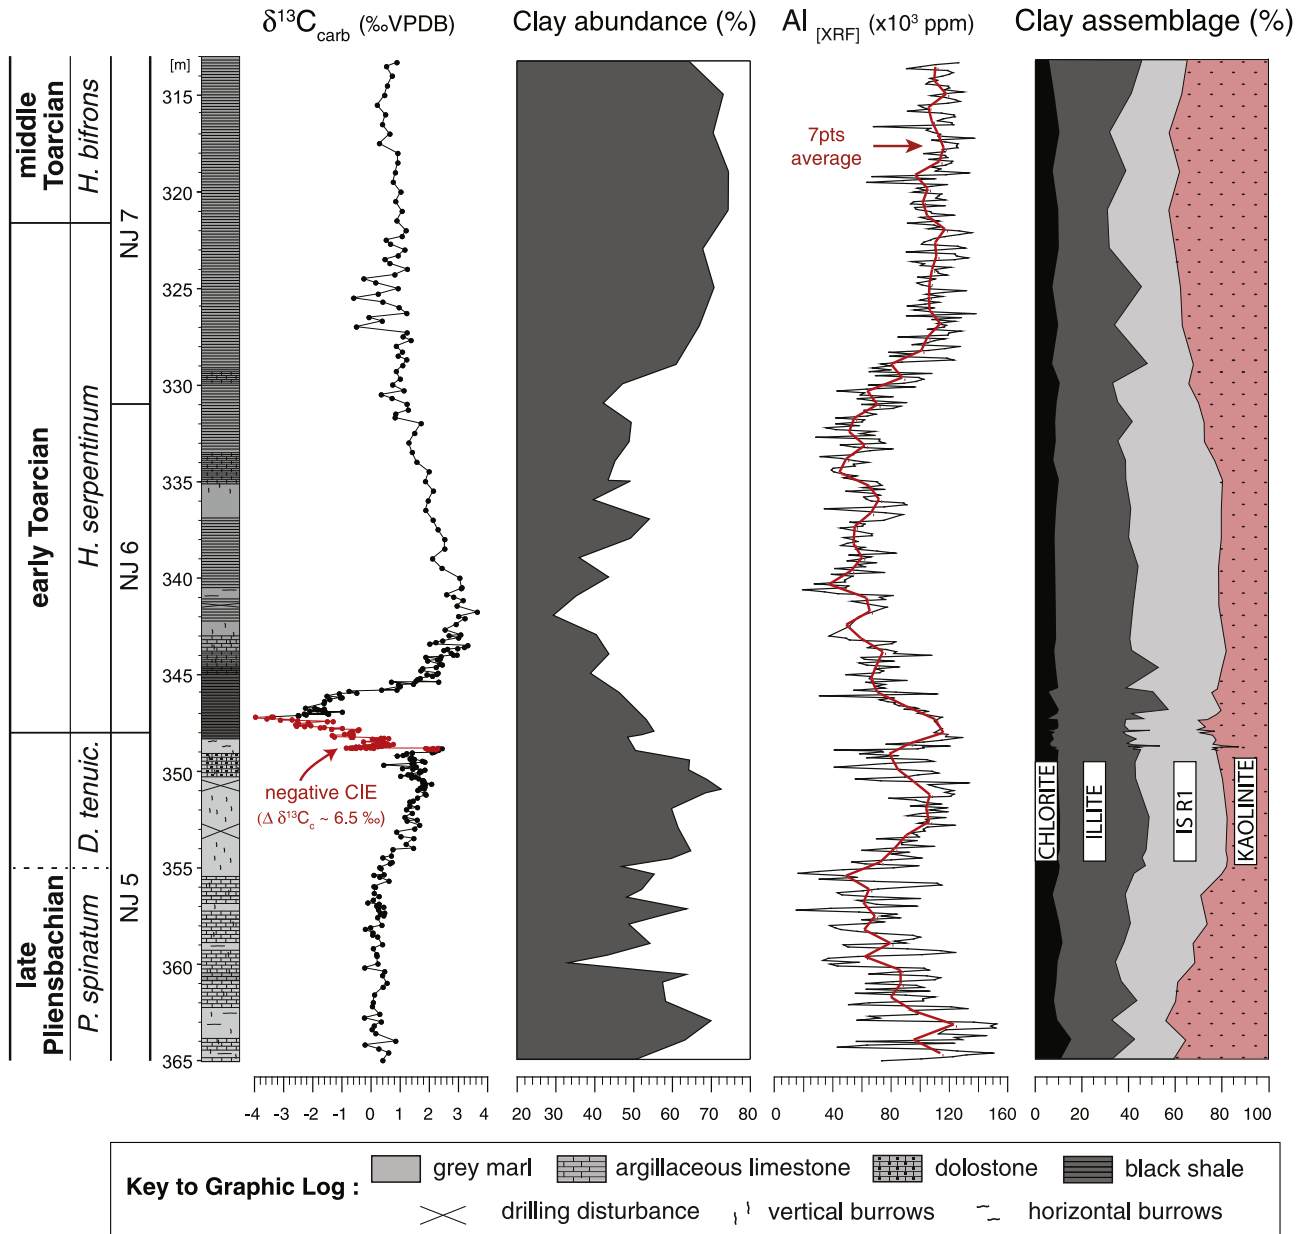 δ¹³C carb (‰VPDB)
Clay abundance (%)
Al [XRF] (x10³ ppm)
Clay assemblage (%)
[m]
315
320
325
330
335
340
345
350
355
360
365
middle Toarcian
early Toarcian
late Pliensbachian
H. bifrons
H. serpentinum
D. tenuic.
P. spinatum
NJ 7
NJ 6
NJ 5
negative CIE
(Δ δ¹³Cc ~ 6.5 ‰)
7pts
average
CHLORITE
ILLITE
IS R1
KAOLINITE
-4 -3 -2 -1 0 1 2 3 4
20 30 40 50 60 70 80
0 40 80 120 160
0 20 40 60 80 100
Key to Graphic Log :
grey marl
argillaceous limestone
dolostone
black shale
drilling disturbance
vertical burrows
horizontal burrows